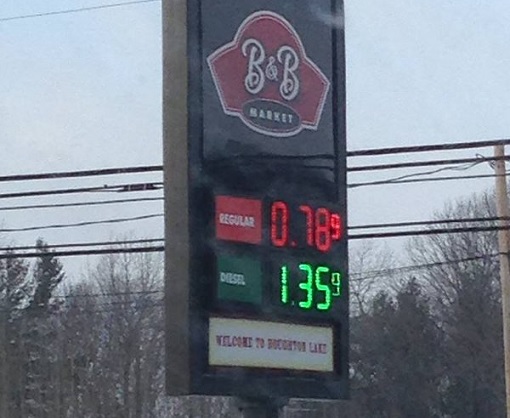 B&B
MARKET
REGULAR 0.789
DIESEL 1.359
WELCOME TO HOUGHTON LAKE